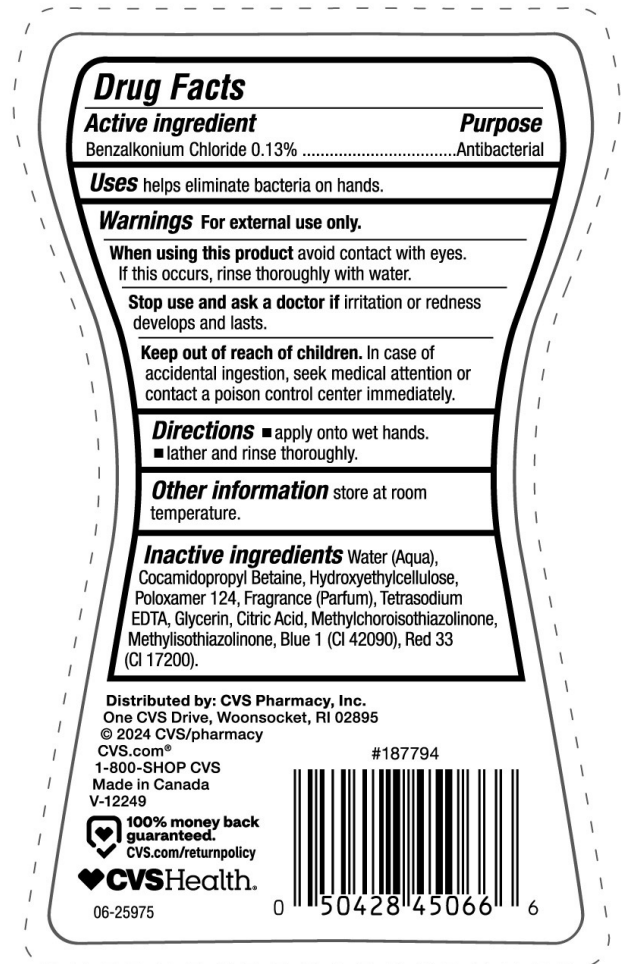 Drug Facts
Active ingredient Purpose
Benzalkonium Chloride 0.13% ..................................Antibacterial
Uses helps eliminate bacteria on hands.
Warnings For external use only.
When using this product avoid contact with eyes.
If this occurs, rinse thoroughly with water.
Stop use and ask a doctor if irritation or redness
develops and lasts.
Keep out of reach of children. In case of
accidental ingestion, seek medical attention or
contact a poison control center immediately.
Directions ■ apply onto wet hands.
■ lather and rinse thoroughly.
Other information store at room
temperature.
Inactive ingredients Water (Aqua),
Cocamidopropyl Betaine, Hydroxyethylcellulose,
Poloxamer 124, Fragrance (Parfum), Tetrasodium
EDTA, Glycerin, Citric Acid, Methylchoroisothiazolinone,
Methylisothiazolinone, Blue 1 (CI 42090), Red 33
(CI 17200).
Distributed by: CVS Pharmacy, Inc.
One CVS Drive, Woonsocket, RI 02895
© 2024 CVS/pharmacy
CVS.com®
1-800-SHOP CVS
Made in Canada
V-12249
100% money back
guaranteed.
CVS.com/returnpolicy
CVSHealth®
06-25975
#187794
0 50428 45066 6